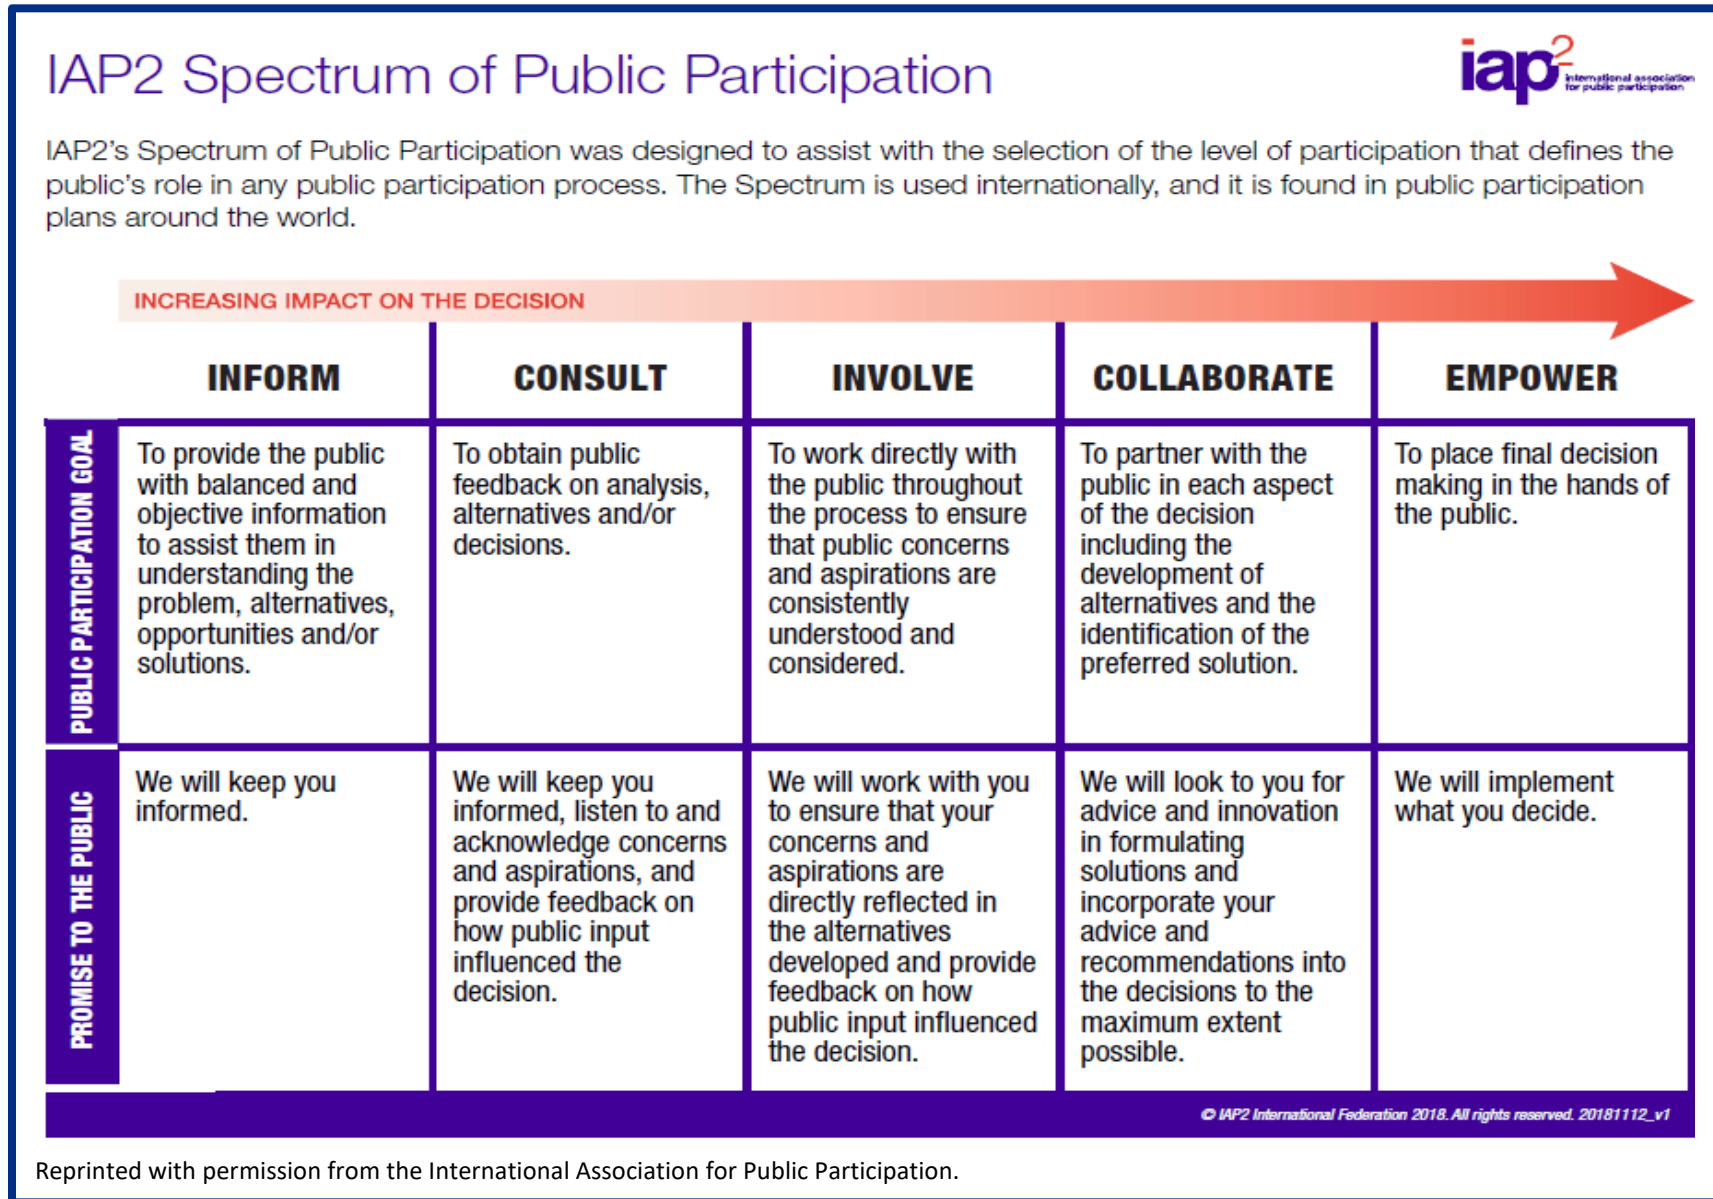 IAP2 Spectrum of Public Participation
iap2
international association
for public participation
IAP2's Spectrum of Public Participation was designed to assist with the selection of the level of participation that defines the
public's role in any public participation process. The Spectrum is used internationally, and it is found in public participation
plans around the world.
INCREASING IMPACT ON THE DECISION
INFORM
CONSULT
INVOLVE
COLLABORATE
EMPOWER
PUBLIC PARTICIPATION GOAL
To provide the public
with balanced and
objective information
to assist them in
understanding the
problem, alternatives,
opportunities and/or
solutions.
To obtain public
feedback on analysis,
alternatives and/or
decisions.
To work directly with
the public throughout
the process to ensure
that public concerns
and aspirations are
consistently
understood and
considered.
To partner with the
public in each aspect
of the decision
including the
development of
alternatives and the
identification of the
preferred solution.
To place final decision
making in the hands of
the public.
PROMISE TO THE PUBLIC
We will keep you
informed.
We will keep you
informed, listen to and
acknowledge concerns
and aspirations, and
provide feedback on
how public input
influenced the
decision.
We will work with you
to ensure that your
concerns and
aspirations are
directly reflected in
the alternatives
developed and provide
feedback on how
public input influenced
the decision.
We will look to you for
advice and innovation
in formulating
solutions and
incorporate your
advice and
recommendations into
the decisions to the
maximum extent
possible.
We will implement
what you decide.
© IAP2 International Federation 2018. All rights reserved. 20181112_v1
Reprinted with permission from the International Association for Public Participation.